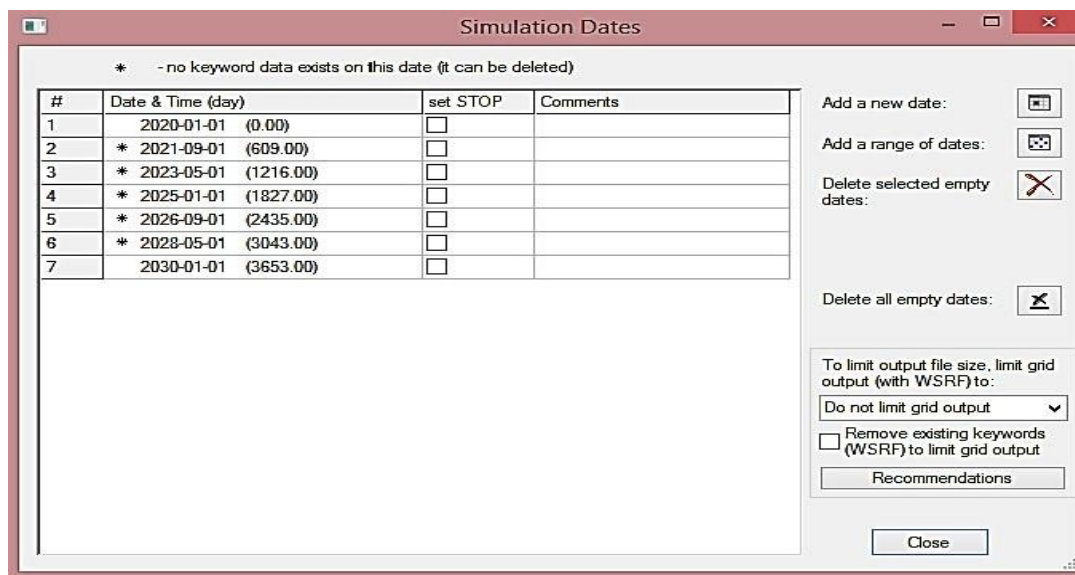 Simulation Dates
* - no keyword data exists on this date (it can be deleted)
# Date & Time (day) set STOP Comments
1 2020-01-01 (0.00)
2 * 2021-09-01 (609.00)
3 * 2023-05-01 (1216.00)
4 * 2025-01-01 (1827.00)
5 * 2026-09-01 (2435.00)
6 * 2028-05-01 (3043.00)
7 2030-01-01 (3653.00)
Add a new date:
Add a range of dates:
Delete selected empty
dates:
Delete all empty dates:
To limit output file size, limit grid
output (with WSRF) to:
Do not limit grid output
Remove existing keywords
(WSRF) to limit grid output
Recommendations
Close